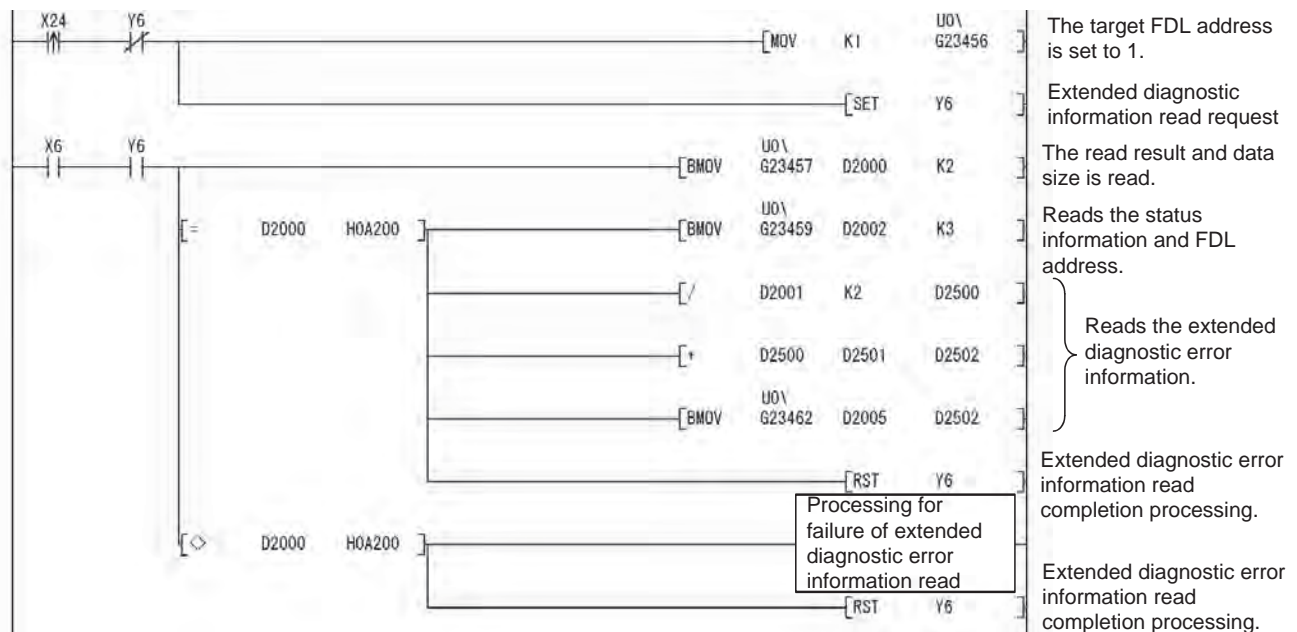 X24 Y6 U0\ The target FDL address
[MOV K1 G23456 ] is set to 1.
[SET Y6 ] Extended diagnostic
information read request
X6 Y6 U0\ The read result and data
[BMOV G23457 D2000 K2 ] size is read.
U0\ Reads the status
[= D2000 H0A200 ] [BMOV G23459 D2002 K3 ] information and FDL
address.
[/ D2001 K2 D2500 ]
Reads the extended
diagnostic error
information.
[+ D2500 D2501 D2502 ]
U0\
[BMOV G23462 D2005 D2502 ]
Extended diagnostic error
[RST Y6 ] information read
completion processing.
Processing for
failure of extended
[<> D2000 H0A200 ] diagnostic error
information read
Extended diagnostic error
[RST Y6 ] information read
completion processing.